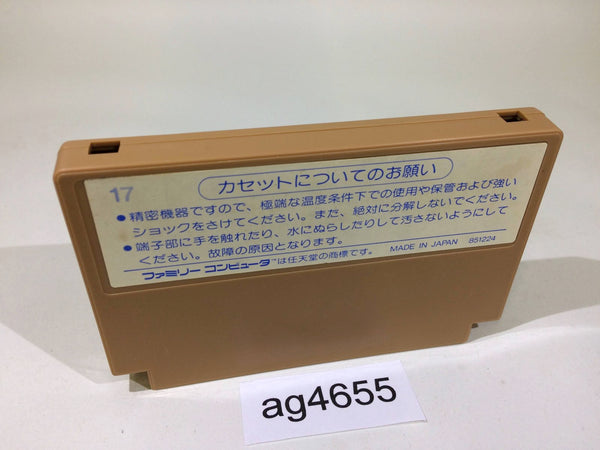 17
カセットについてのお願い
●精密機器ですので、極端な温度条件下での使用や保管および強い
ショックをさけてください。また、絶対に分解しないでください。
●端子部に手を触れたり、水にぬらしたりして汚さないようにして
ください。故障の原因となります。
MADE IN JAPAN 851224
ファミリー コンピュータ™は任天堂の商標です。
ag4655